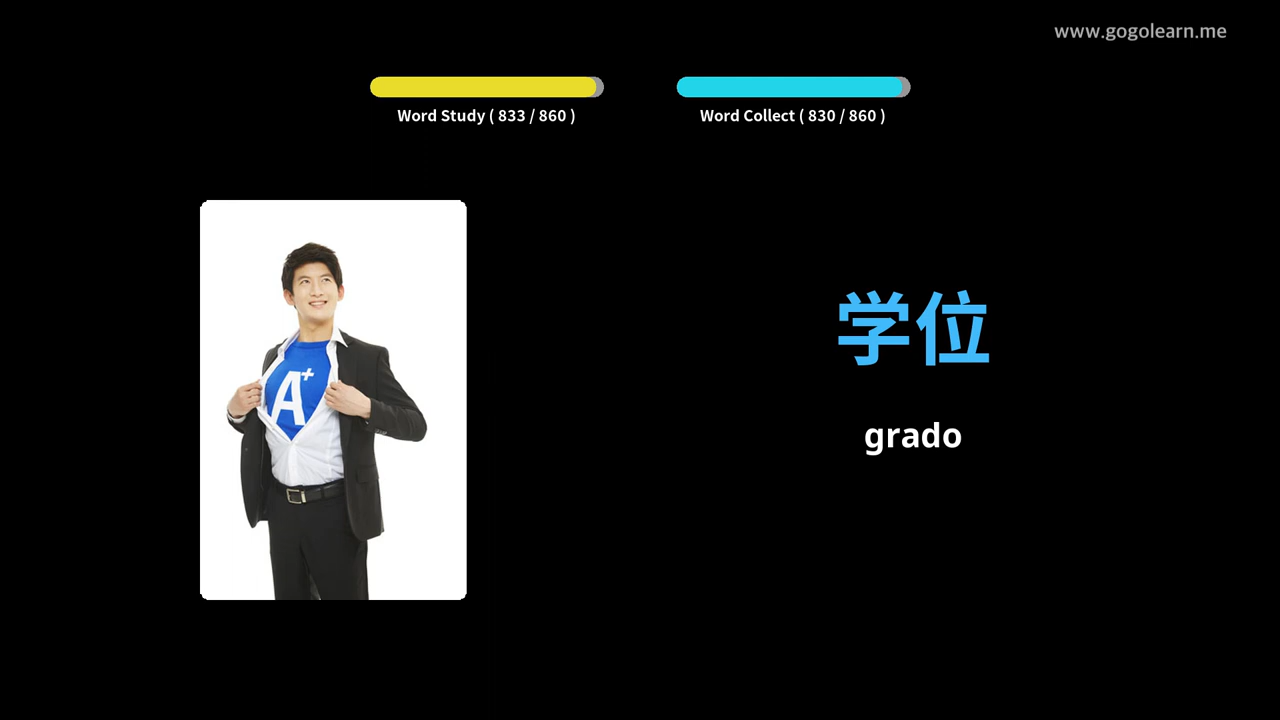 www.gogolearn.me
Word Study ( 833 / 860 )
Word Collect ( 830 / 860 )
A+
学位
grado